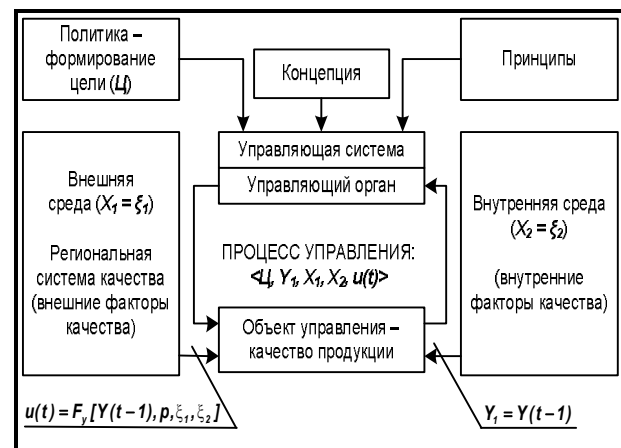 Политика –
формирование
цели (Ц)
Концепция
Принципы
Управляющая система
Управляющий орган
Внешняя
среда (X₁ = ξ₁)
Региональная
система качества
(внешние факторы
качества)
ПРОЦЕСС УПРАВЛЕНИЯ:
<Ц, Y₁, X₁, X₂, u(t)>
Внутренняя среда
(X₂ = ξ₂)
(внутренние
факторы качества)
Объект управления –
качество продукции
u(t) = Fᵧ [Y(t – 1), p, ξ₁, ξ₂]
Y₁ = Y(t – 1)